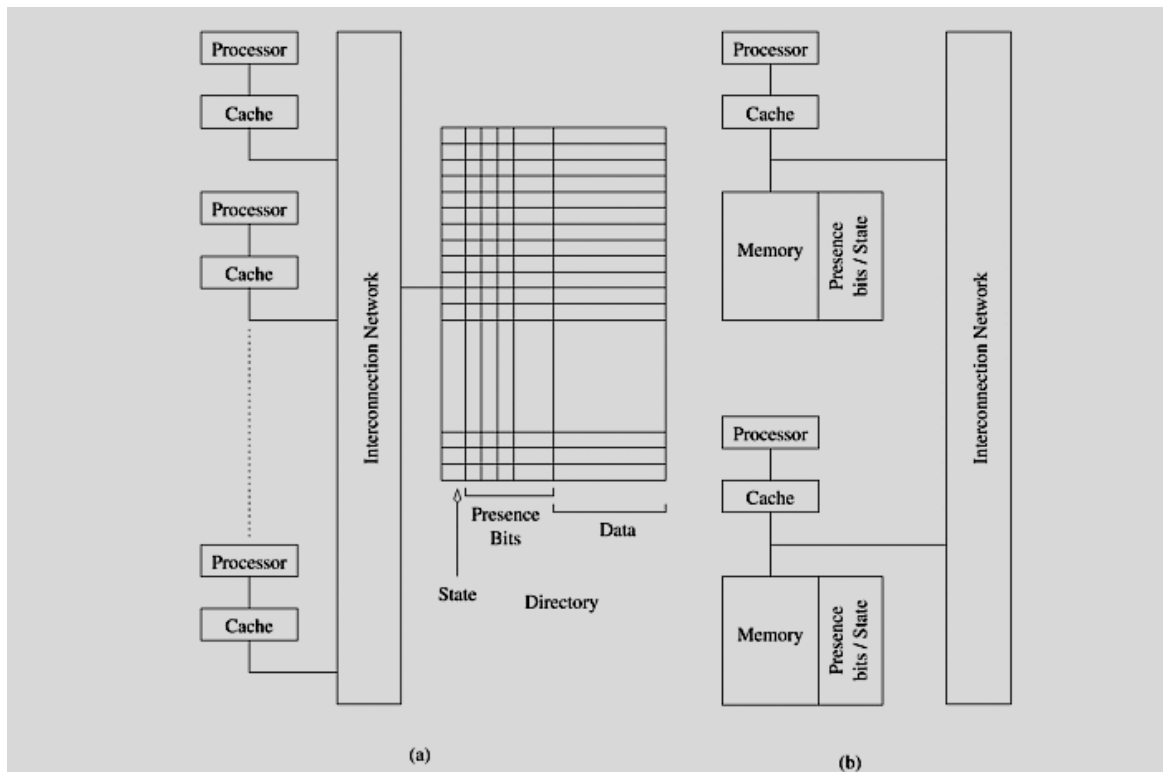 Processor
Cache
Processor
Cache
Interconnection Network
Processor
Cache
Presence
Bits
Data
State
Directory
(a)
Processor
Cache
Memory
Presence
bits / State
Interconnection Network
Processor
Cache
Memory
Presence
bits / State
(b)